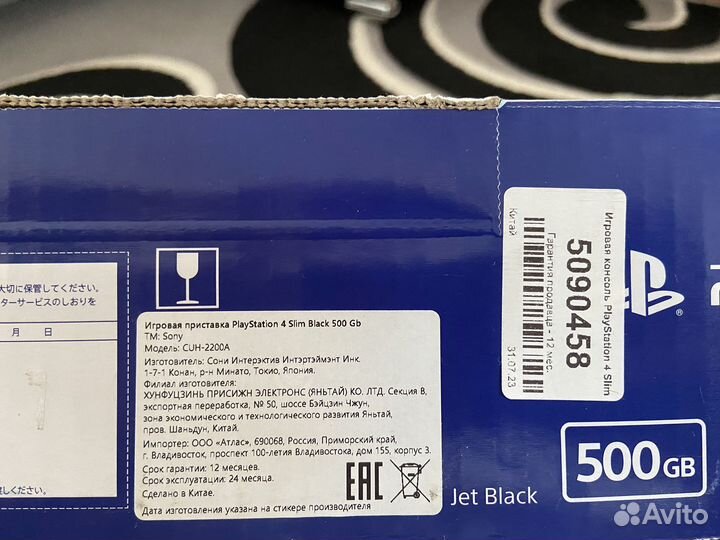 大切に保管してください。
ターサービスのしおりを
月 日
しください。
Игровая приставка PlayStation 4 Slim Black 500 Gb
TM: Sony
Модель: CUH-2200A
Изготовитель: Сони Интерэктив Интэртэймэнт Инк.
1-7-1 Конан, р-н Минато, Токио, Япония.
Филиал изготовителя:
ХУНФУЦЗИНЬ ПРИСИЖН ЭЛЕКТРОНС (ЯНЬТАЙ) КО. ЛТД. Секция B,
экспортная переработка, № 50, шоссе Бэйцзин Чжун,
зона экономического и технологического развития Яньтай,
пров. Шаньдун, Китай.
Импортер: ООО «Атлас», 690068, Россия, Приморский край,
г. Владивосток, проспект 100-летия Владивостока, дом 155, корпус 3.
Срок гарантии: 12 месяцев.
Срок эксплуатации: 24 месяца.
Сделано в Китае.
Дата изготовления указана на стикере производителя
EAC
Игровая консоль PlayStation 4 Slim
5090458
Гарантия продавца - 12 мес.
Китай
31.07.23
Jet Black
500GB
Avito